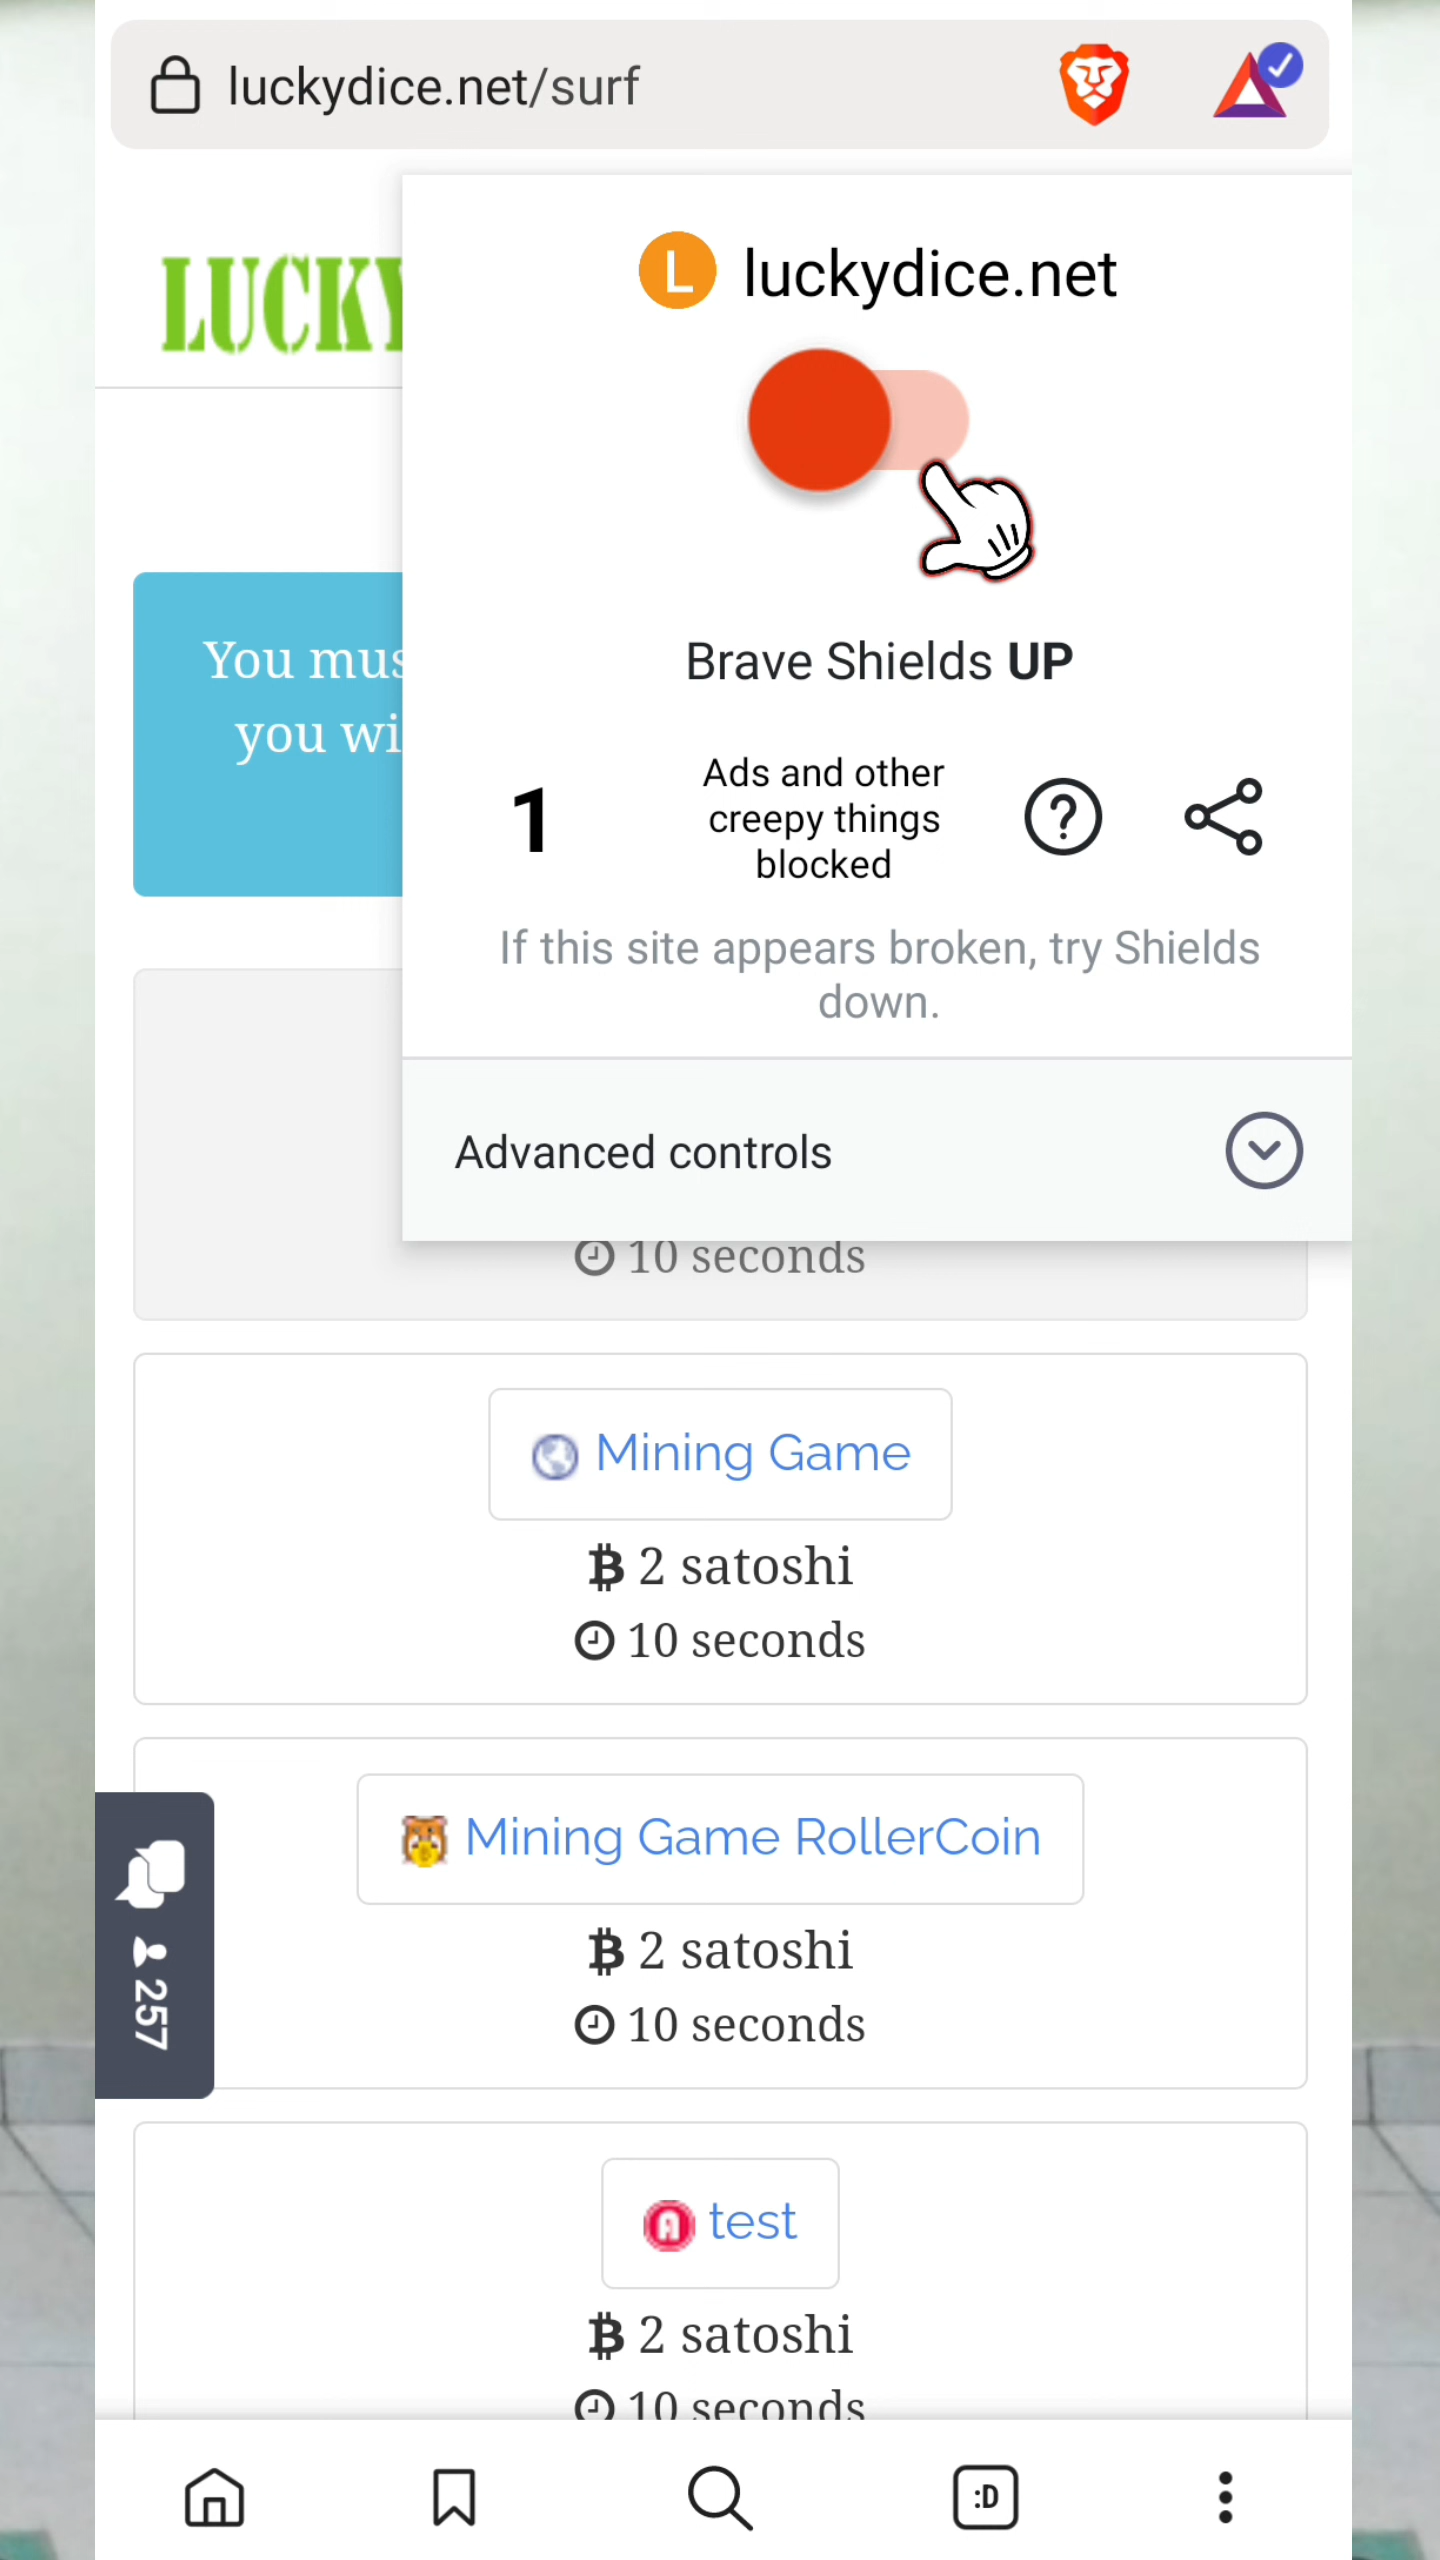 luckydice.net/surf
LUCKY
L luckydice.net
Brave Shields UP
You mus
you wi
1
Ads and other
creepy things
blocked
?
If this site appears broken, try Shields
down.
Advanced controls
10 seconds
Mining Game
2 satoshi
10 seconds
Mining Game RollerCoin
2 satoshi
10 seconds
257
test
2 satoshi
10 seconds
:D